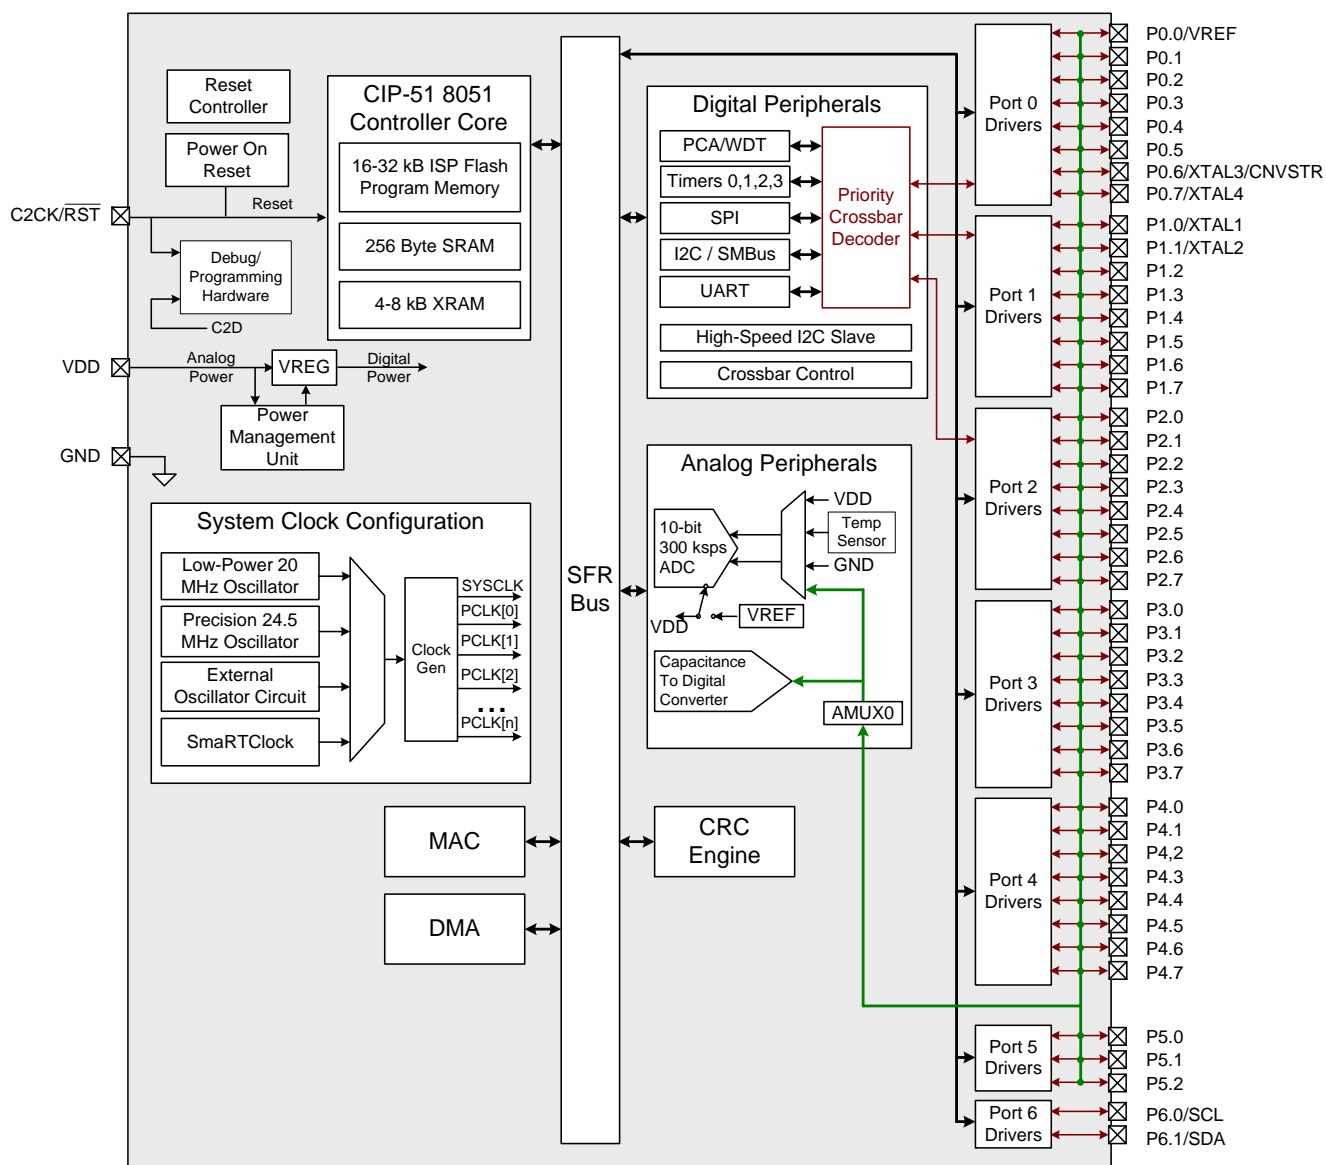 Reset
Controller
Power On
Reset
C2CK/RST
Reset
Debug/
Programming
Hardware
C2D
CIP-51 8051
Controller Core
16-32 kB ISP Flash
Program Memory
256 Byte SRAM
4-8 kB XRAM
VDD
Analog
Power
VREG
Digital
Power
Power
Management
Unit
GND
System Clock Configuration
Low-Power 20
MHz Oscillator
Precision 24.5
MHz Oscillator
External
Oscillator Circuit
SmaRTClock
Clock
Gen
SYSCLK
PCLK[0]
PCLK[1]
PCLK[2]
...
PCLK[n]
MAC
DMA
SFR
Bus
Digital Peripherals
PCA/WDT
Timers 0,1,2,3
SPI
I2C / SMBus
UART
Priority
Crossbar
Decoder
High-Speed I2C Slave
Crossbar Control
Analog Peripherals
10-bit
300 ksps
ADC
VDD
Temp
Sensor
GND
VDD
VREF
Capacitance
To Digital
Converter
AMUX0
CRC
Engine
Port 0
Drivers
Port 1
Drivers
Port 2
Drivers
Port 3
Drivers
Port 4
Drivers
Port 5
Drivers
Port 6
Drivers
P0.0/VREF
P0.1
P0.2
P0.3
P0.4
P0.5
P0.6/XTAL3/CNVSTR
P0.7/XTAL4
P1.0/XTAL1
P1.1/XTAL2
P1.2
P1.3
P1.4
P1.5
P1.6
P1.7
P2.0
P2.1
P2.2
P2.3
P2.4
P2.5
P2.6
P2.7
P3.0
P3.1
P3.2
P3.3
P3.4
P3.5
P3.6
P3.7
P4.0
P4.1
P4,2
P4.3
P4.4
P4.5
P4.6
P4.7
P5.0
P5.1
P5.2
P6.0/SCL
P6.1/SDA